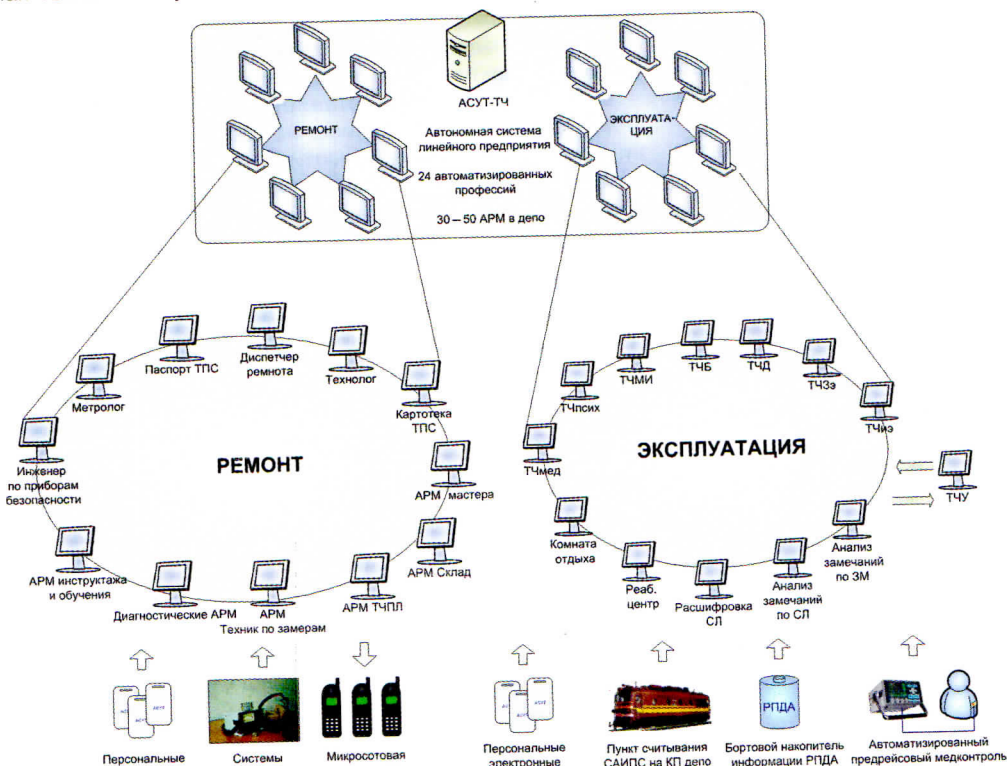 АСУТ-ТЧ
РЕМОНТ
ЭКСПЛУАТА-
ЦИЯ
Автономная система
линейного предприятия
24 автоматизированных
профессий
30 – 50 АРМ в депо
Паспорт ТПС
Диспетчер
ремнота
Технолог
Метролог
Картотека
ТПС
Инженер
по приборам
безопасности
РЕМОНТ
АРМ мастера
АРМ инструктажа
и обучения
АРМ Склад
Диагностические АРМ
АРМ
Техник по замерам
АРМ ТЧПЛ
ТЧМИ
ТЧБ
ТЧД
ТЧЗэ
ТЧпсих
ТЧиэ
ТЧмед
ЭКСПЛУАТАЦИЯ
ТЧУ
Комната
отдыха
Реаб.
центр
Расшифровка
СЛ
Анализ
замечаний
по СЛ
Анализ
замечаний
по ЗМ
РПДА
Персональные
Системы
Микросотовая
Персональные
электронные
Пункт считывания
САИПС на КП депо
Бортовой накопитель
информации РПДА
Автоматизированный
предрейсовый медконтроль